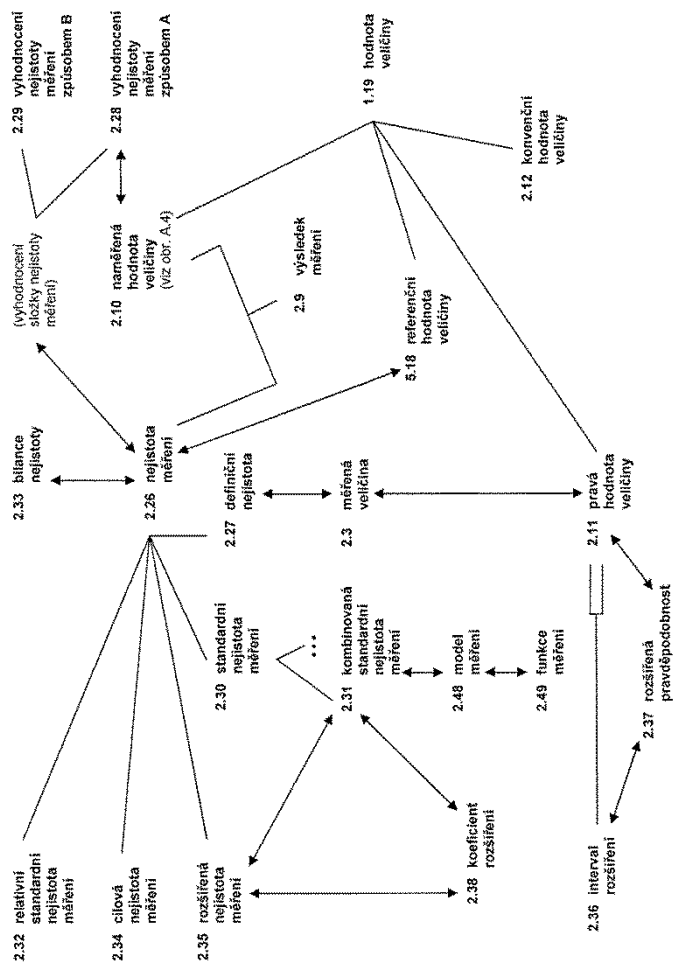 2.32 relativní
standardní
nejistota
měření
2.34 cílová
nejistota
měření
2.35 rozšířená
nejistota
měření
2.33 bilance
nejistoty
2.26 nejistota
měření
(vyhodnocení
složky nejistoty
měření)
2.29 vyhodnocení
nejistoty
měření
způsobem B
2.28 vyhodnocení
nejistoty
měření
způsobem A
2.10 naměřená
hodnota
veličiny
(viz obr. A.4)
2.30 standardní
nejistota
měření
2.27 definiční
nejistota
2.9 výsledek
měření
2.31 kombinovaná
standardní
nejistota
měření
...
2.3 měřená
veličina
1.19 hodnota
veličiny
2.38 koeficient
rozšíření
2.48 model
měření
5.18 referenční
hodnota
veličiny
2.49 funkce
měření
2.12 konvenční
hodnota
veličiny
2.36 interval
rozšíření
2.11 pravá
hodnota
veličiny
2.37 rozšířená
pravděpodobnost